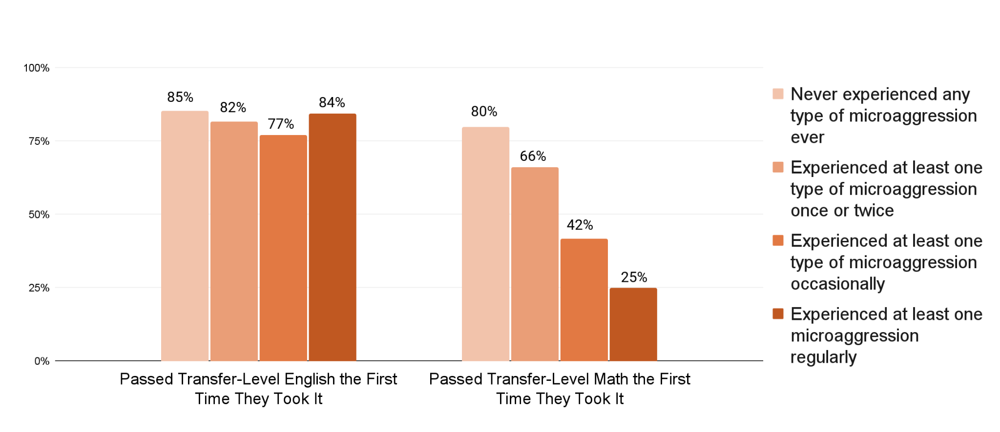 100%
75%
50%
25%
0%
85%
82%
77%
84%
80%
66%
42%
25%
Passed Transfer-Level English the First
Time They Took It
Passed Transfer-Level Math the First
Time They Took It
Never experienced any
type of microaggression
ever
Experienced at least one
type of microaggression
once or twice
Experienced at least one
type of microaggression
occasionally
Experienced at least one
microaggression
regularly